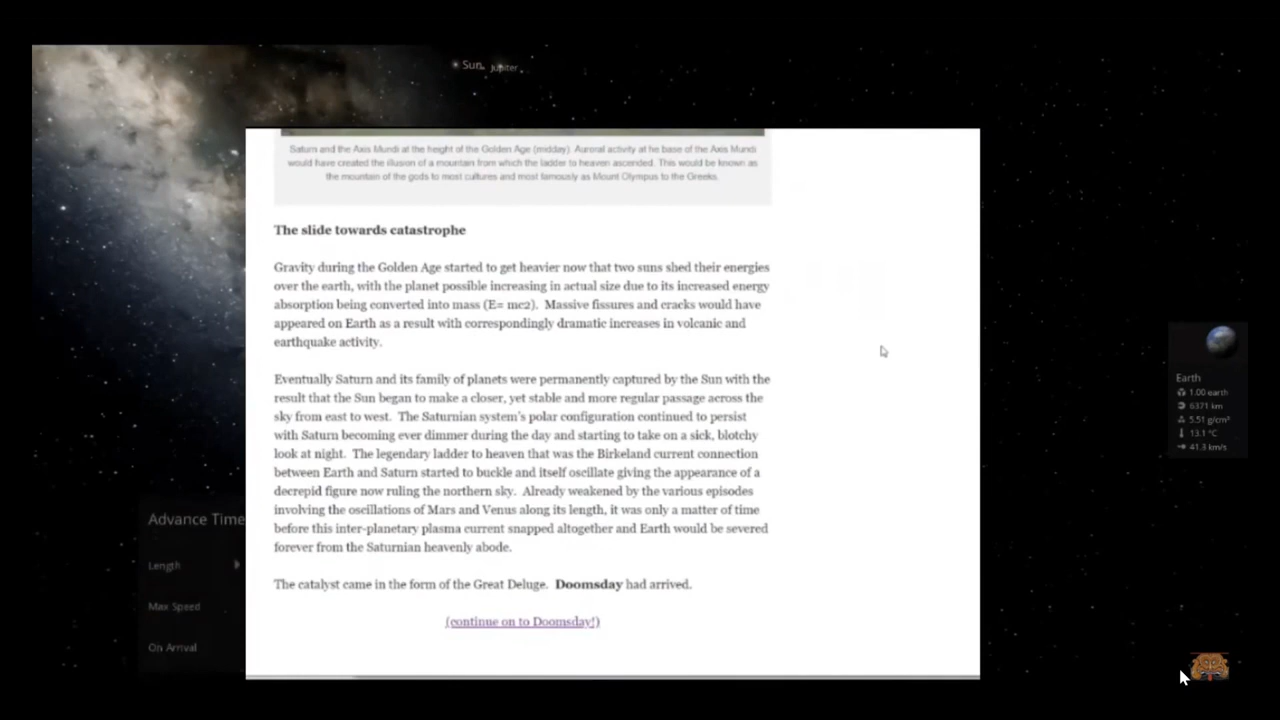 Sun
Jupiter
Saturn and the Axis Mundi at the height of the Golden Age (midday). Auroral activity at he base of the Axis Mundi
would have created the illusion of a mountain from which the ladder to heaven ascended. This would be known as
the mountain of the gods to most cultures and most famously as Mount Olympus to the Greeks.
The slide towards catastrophe
Gravity during the Golden Age started to get heavier now that two suns shed their energies
over the earth, with the planet possible increasing in actual size due to its increased energy
absorption being converted into mass (E= mc2). Massive fissures and cracks would have
appeared on Earth as a result with correspondingly dramatic increases in volcanic and
earthquake activity.
Eventually Saturn and its family of planets were permanently captured by the Sun with the
result that the Sun began to make a closer, yet stable and more regular passage across the
sky from east to west. The Saturnian system's polar configuration continued to persist
with Saturn becoming ever dimmer during the day and starting to take on a sick, blotchy
look at night. The legendary ladder to heaven that was the Birkeland current connection
between Earth and Saturn started to buckle and itself oscillate giving the appearance of a
decrepid figure now ruling the northern sky. Already weakened by the various episodes
involving the oscillations of Mars and Venus along its length, it was only a matter of time
before this inter-planetary plasma current snapped altogether and Earth would be severed
forever from the Saturnian heavenly abode.
The catalyst came in the form of the Great Deluge. Doomsday had arrived.
(continue on to Doomsday!)
Advance Time
Length
Max Speed
On Arrival
Earth
1.00 earth
6371 km
5.51 g/cm³
13.1 °C
41.3 km/s